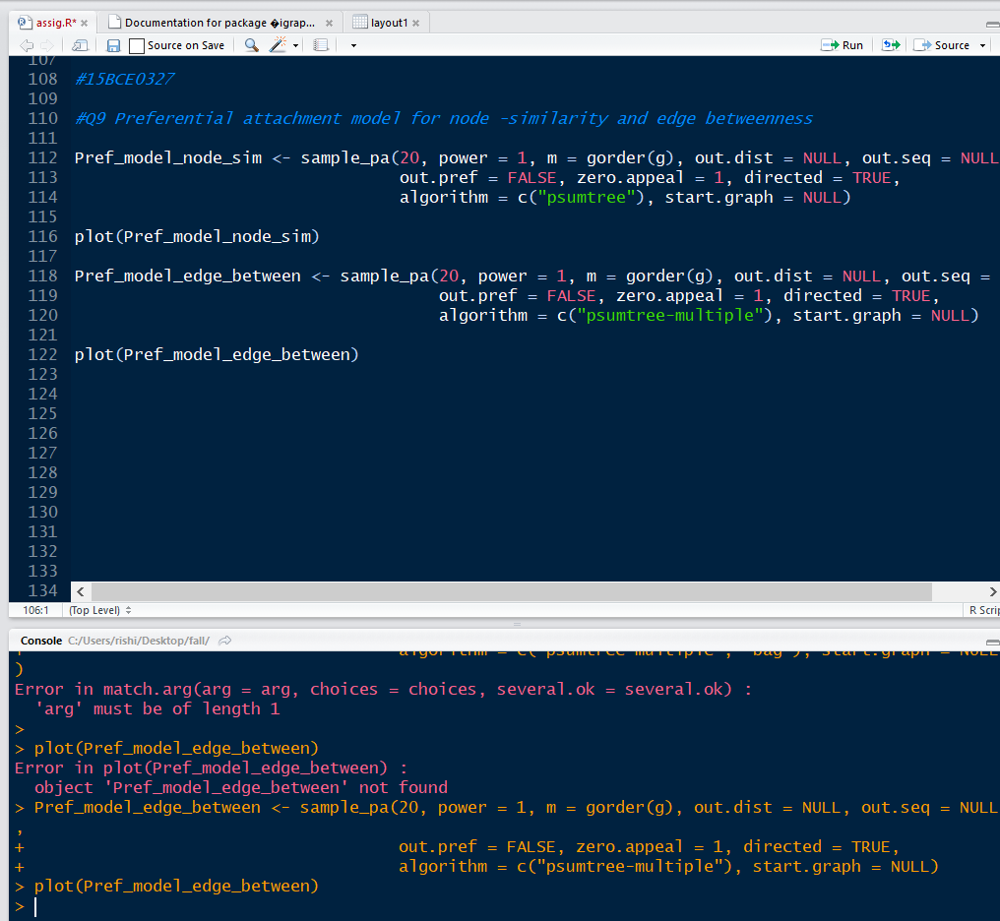 assig.R* × Documentation for package �igrap... × layout1 ×
Source on Save Run Source
107
108 #15BCE0327
109
110 #Q9 Preferential attachment model for node -similarity and edge betweenness
111
112 Pref_model_node_sim <- sample_pa(20, power = 1, m = gorder(g), out.dist = NULL, out.seq = NULL
113 out.pref = FALSE, zero.appeal = 1, directed = TRUE,
114 algorithm = c("psumtree"), start.graph = NULL)
115
116 plot(Pref_model_node_sim)
117
118 Pref_model_edge_between <- sample_pa(20, power = 1, m = gorder(g), out.dist = NULL, out.seq =
119 out.pref = FALSE, zero.appeal = 1, directed = TRUE,
120 algorithm = c("psumtree-multiple"), start.graph = NULL)
121
122 plot(Pref_model_edge_between)
123
124
125
126
127
128
129
130
131
132
133
134
106:1 (Top Level) R Scrip
Console C:/Users/rishi/Desktop/fall/
+ algorithm = c("psumtree-multiple", "bag"), start.graph = NULL
)
Error in match.arg(arg = arg, choices = choices, several.ok = several.ok) :
'arg' must be of length 1
>
> plot(Pref_model_edge_between)
Error in plot(Pref_model_edge_between) :
object 'Pref_model_edge_between' not found
> Pref_model_edge_between <- sample_pa(20, power = 1, m = gorder(g), out.dist = NULL, out.seq = NULL
,
+ out.pref = FALSE, zero.appeal = 1, directed = TRUE,
+ algorithm = c("psumtree-multiple"), start.graph = NULL)
> plot(Pref_model_edge_between)
>